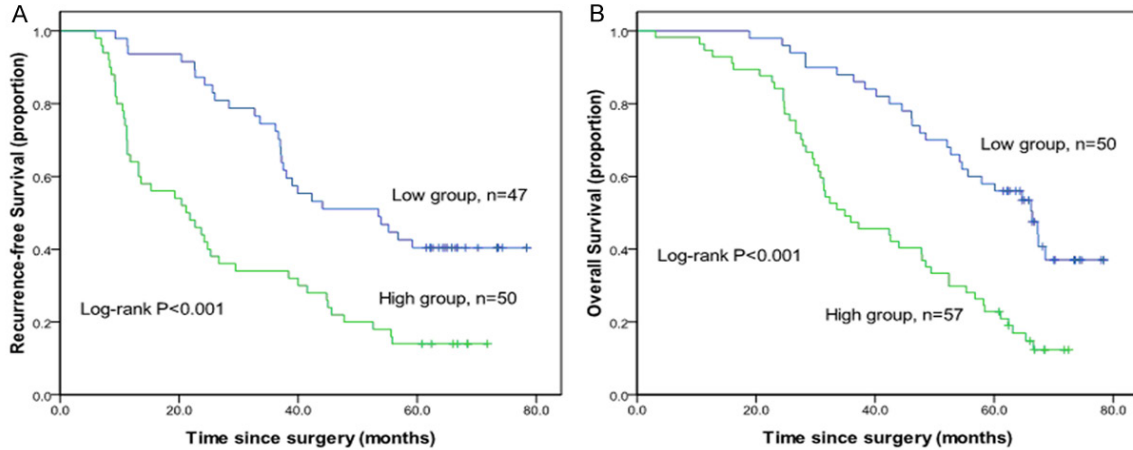 A
Recurrence-free Survival (proportion)
1.0
0.8
0.6
0.4
0.2
0.0
Low group, n=47
High group, n=50
Log-rank P<0.001
0.0 20.0 40.0 60.0 80.0
Time since surgery (months)
B
Overall Survival (proportion)
1.0
0.8
0.6
0.4
0.2
0.0
Low group, n=50
Log-rank P<0.001
High group, n=57
0.0 20.0 40.0 60.0 80.0
Time since surgery (months)